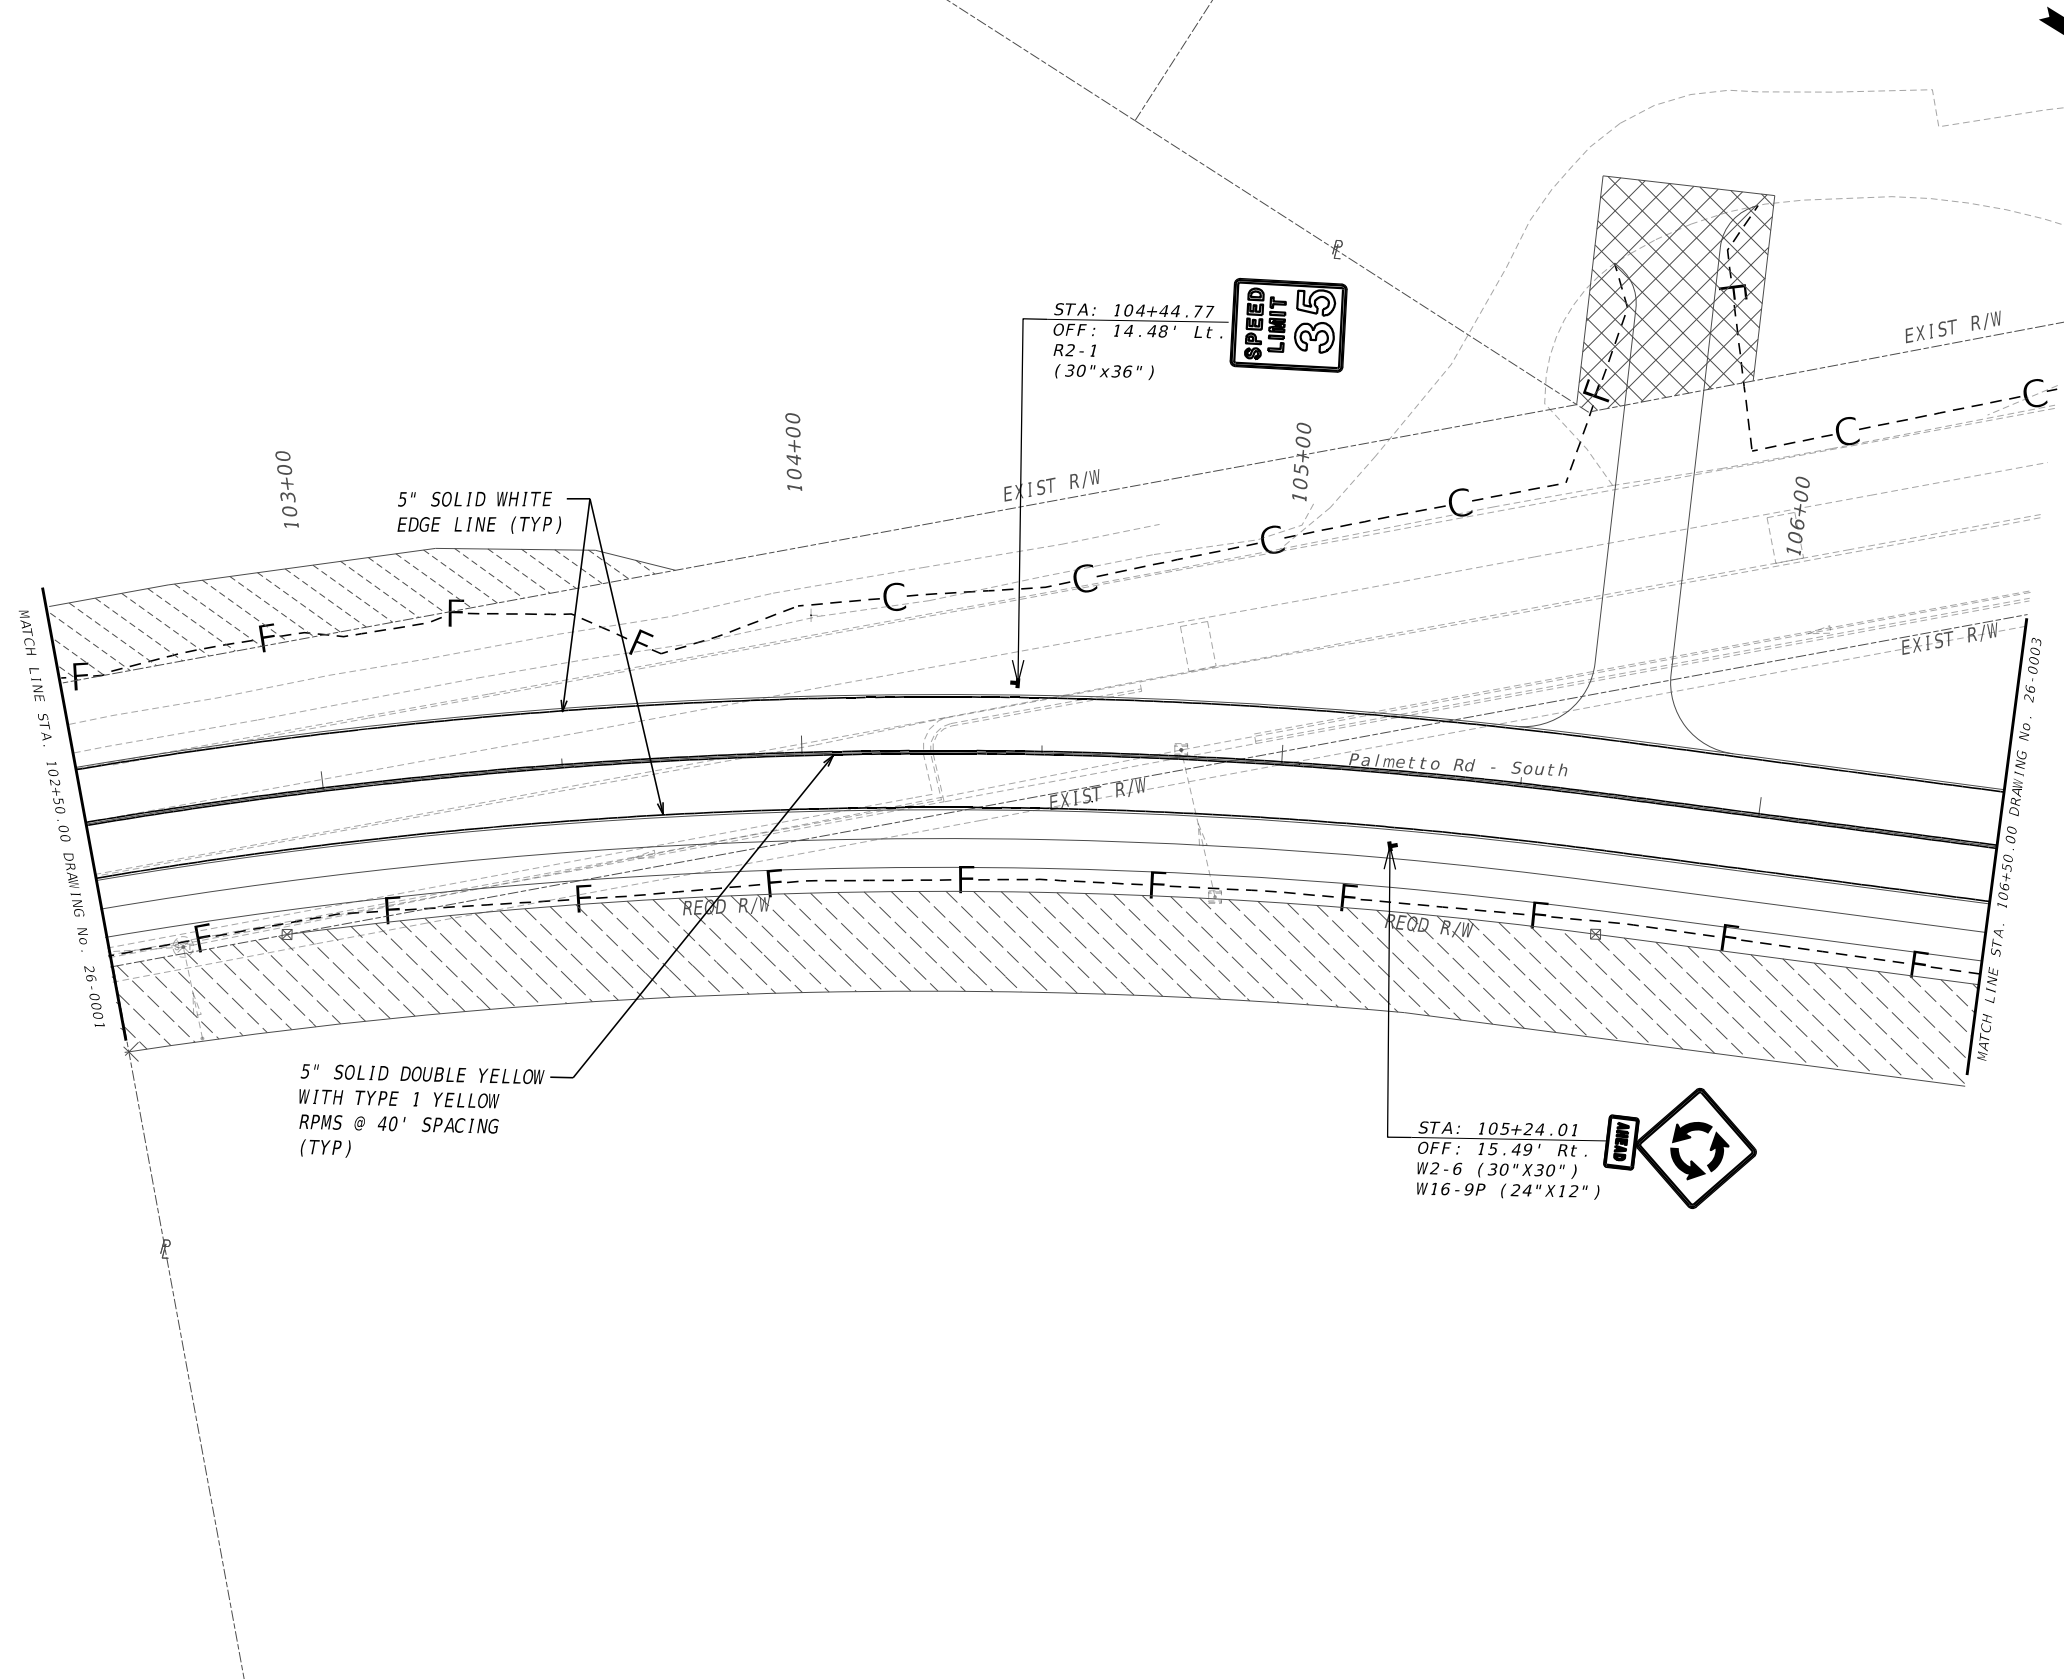 STA: 104+44.77
OFF: 14.48' Lt.
R2-1
(30"x36")
SPEED
LIMIT
35
PL
EXIST R/W
103+00
104+00
105+00
106+00
5" SOLID WHITE
EDGE LINE (TYP)
EXIST R/W
F
F
C
C
C
C
C
F
F
F
F
EXIST R/W
MATCH LINE STA. 102+50.00 DRAWING No. 26-0001
MATCH LINE STA. 106+50.00 DRAWING No. 26-0003
Palmetto Rd - South
EXIST R/W
F
F
F
F
F
F
F
F
F
F
REQD R/W
REQD R/W
5" SOLID DOUBLE YELLOW
WITH TYPE 1 YELLOW
RPMS @ 40' SPACING
(TYP)
STA: 105+24.01
OFF: 15.49' Rt.
W2-6 (30"X30")
W16-9P (24"X12")
AHEAD
PL